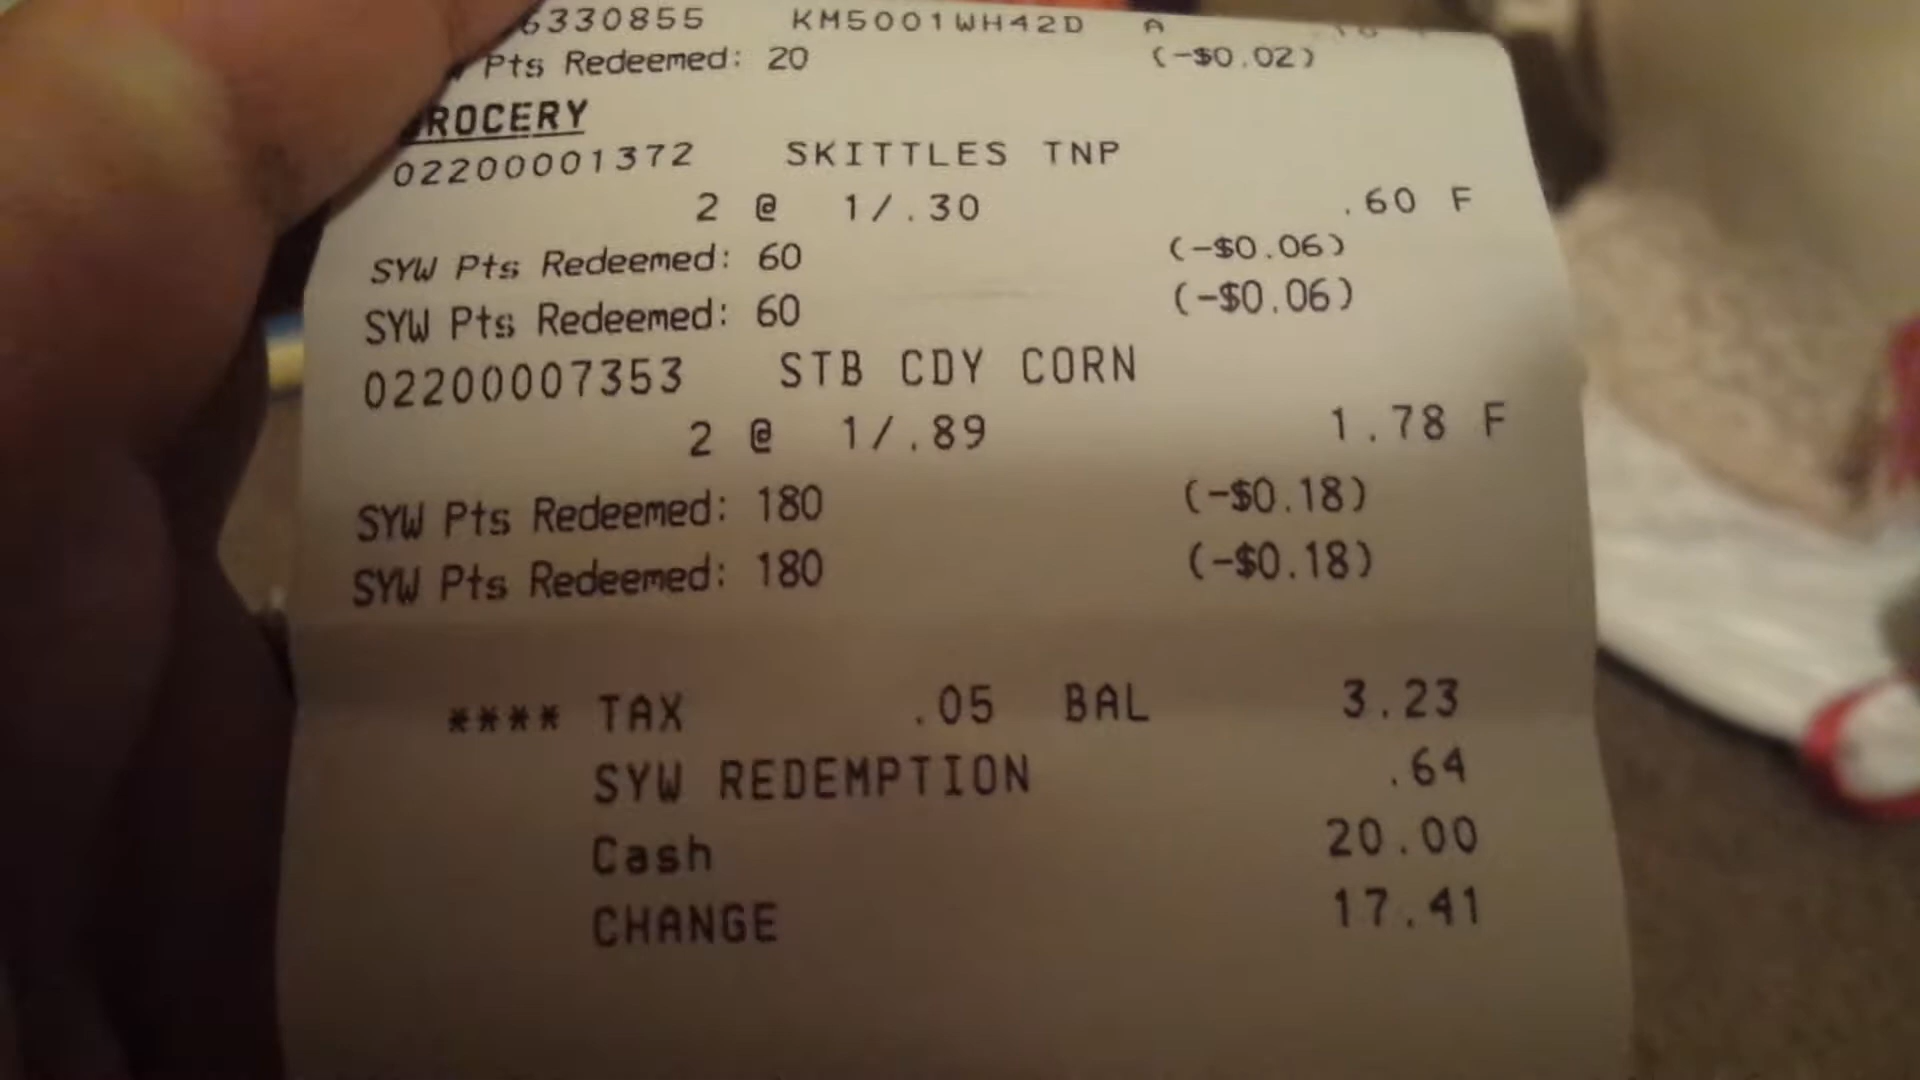 6330855 KM5001WH42D A
Pts Redeemed: 20 (-$0.02)
GROCERY
02200001372 SKITTLES TNP
2 @ 1/.30 .60 F
SYW Pts Redeemed: 60 (-$0.06)
SYW Pts Redeemed: 60 (-$0.06)
02200007353 STB CDY CORN
2 @ 1/.89 1.78 F
SYW Pts Redeemed: 180 (-$0.18)
SYW Pts Redeemed: 180 (-$0.18)
**** TAX .05 BAL 3.23
SYW REDEMPTION .64
Cash 20.00
CHANGE 17.41